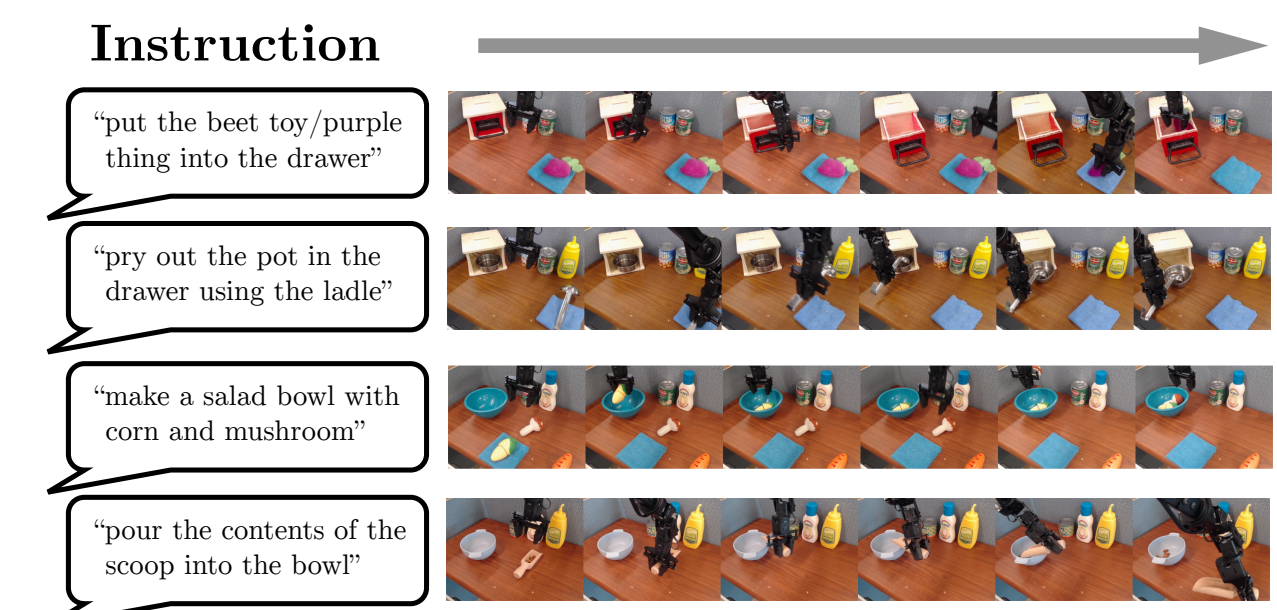 Instruction
“put the beet toy/purple
thing into the drawer”
“pry out the pot in the
drawer using the ladle”
“make a salad bowl with
corn and mushroom”
“pour the contents of the
scoop into the bowl”